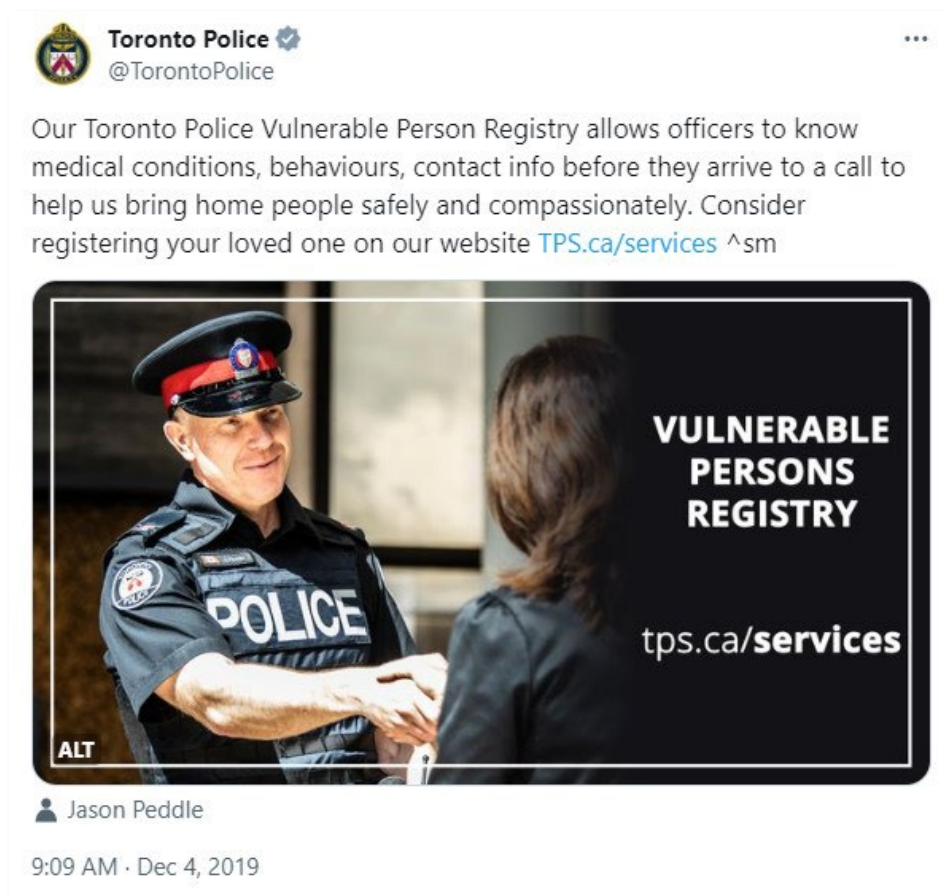 Toronto Police
@TorontoPolice
Our Toronto Police Vulnerable Person Registry allows officers to know
medical conditions, behaviours, contact info before they arrive to a call to
help us bring home people safely and compassionately. Consider
registering your loved one on our website TPS.ca/services ^sm
VULNERABLE
PERSONS
REGISTRY
POLICE
tps.ca/services
ALT
Jason Peddle
9:09 AM · Dec 4, 2019